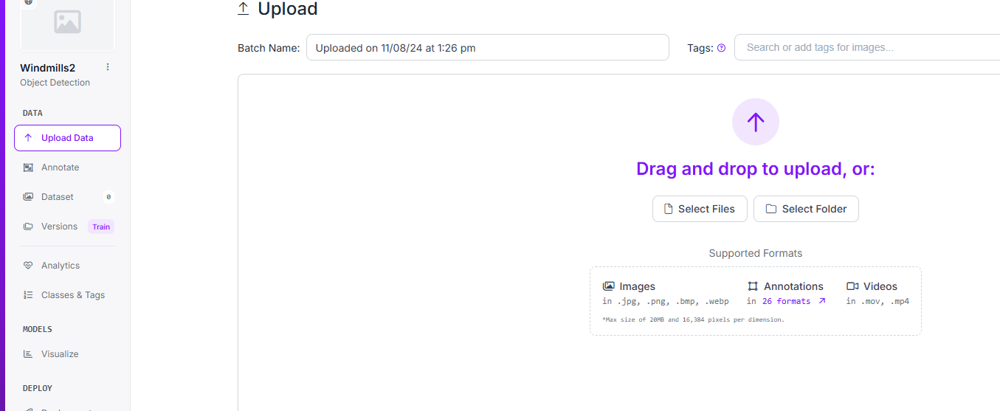 Upload
Batch Name: Uploaded on 11/08/24 at 1:26 pm Tags: Search or add tags for images...
Windmills2
Object Detection
DATA
Upload Data
Annotate
Dataset 0
Versions Train
Analytics
Classes & Tags
MODELS
Visualize
DEPLOY
Drag and drop to upload, or:
Select Files Select Folder
Supported Formats
Images Annotations Videos
in .jpg, .png, .bmp, .webp in 26 formats in .mov, .mp4
*Max size of 20MB and 16,384 pixels per dimension.